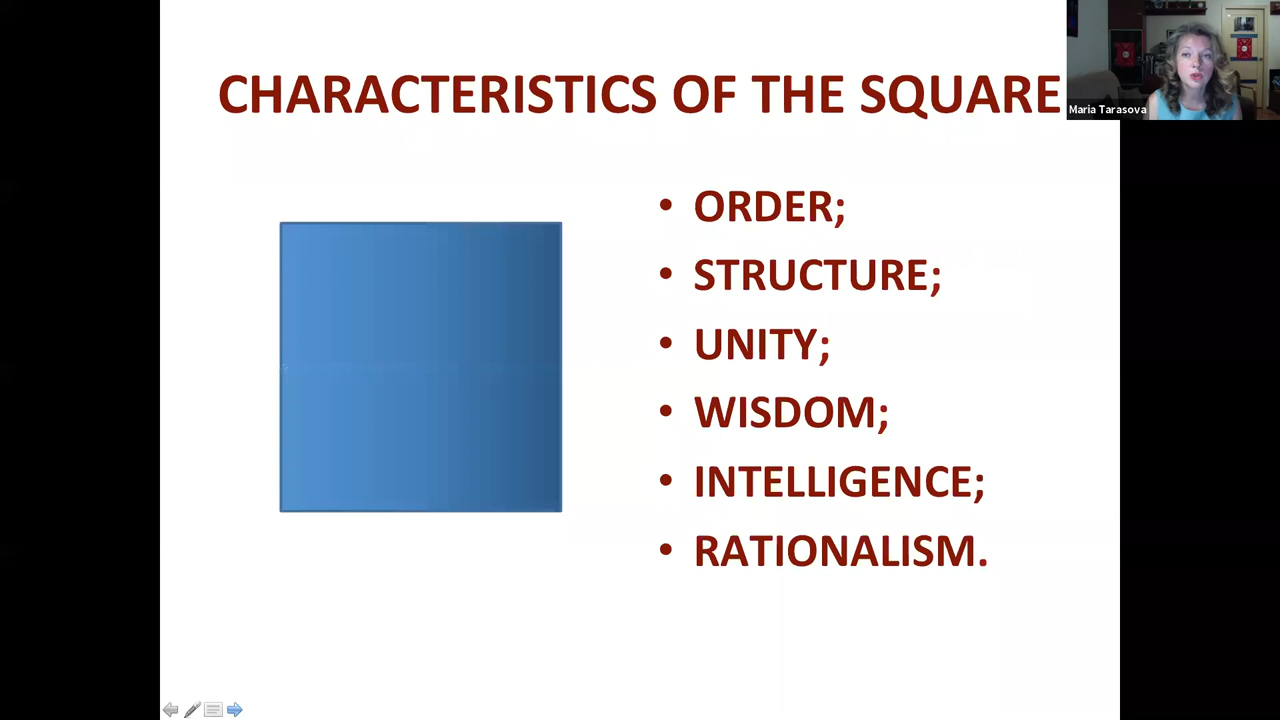 CHARACTERISTICS OF THE SQUARE
Maria Tarasova
• ORDER;
• STRUCTURE;
• UNITY;
• WISDOM;
• INTELLIGENCE;
• RATIONALISM.